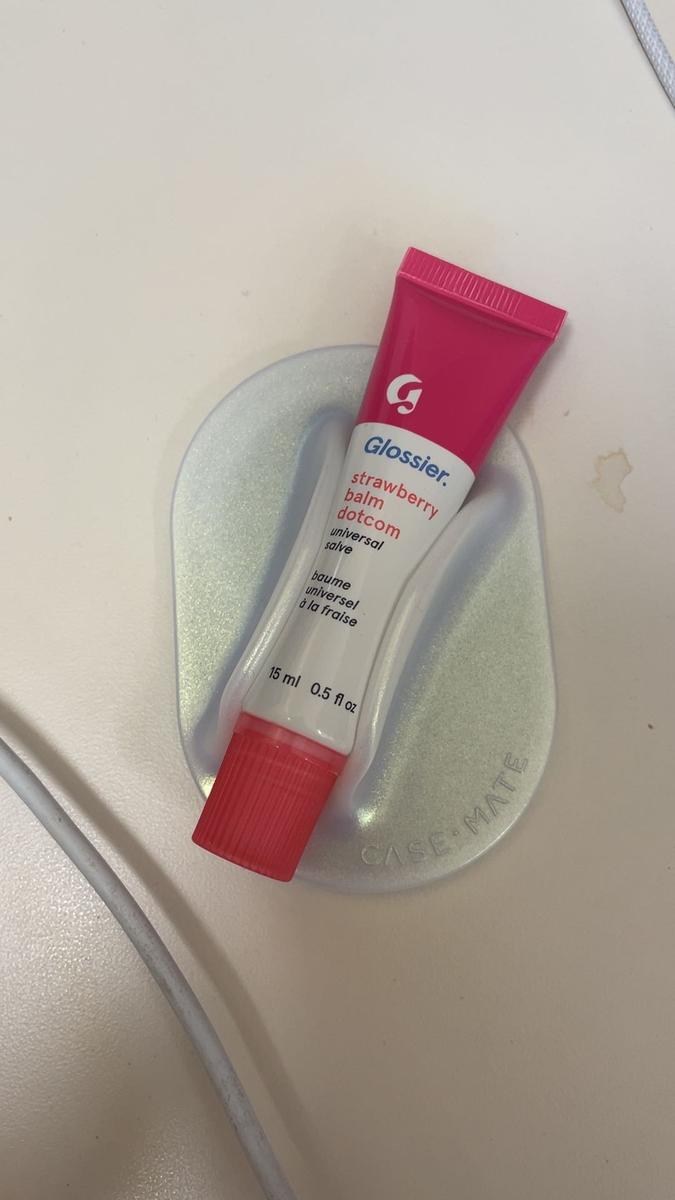 G
Glossier.
strawberry
balm
dotcom
universal
salve
baume
universel
à la fraise
15 ml 0.5 fl oz
CASE·MATE